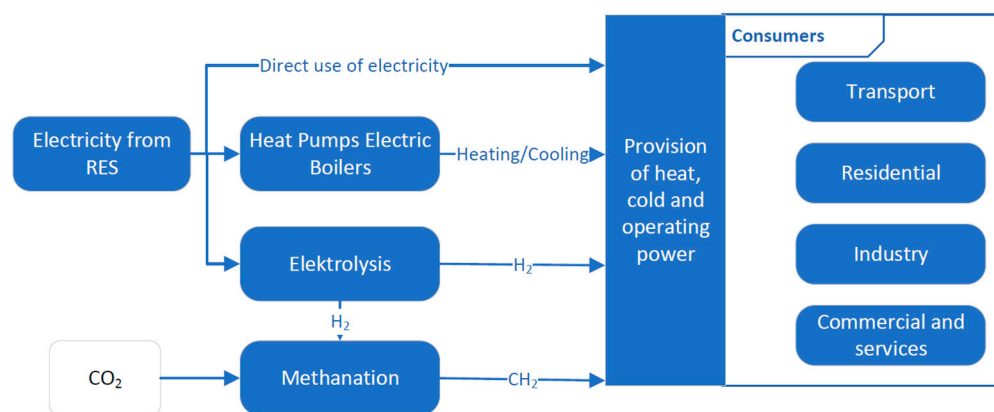 Consumers
Direct use of electricity
Transport
Electricity from
RES
Heat Pumps Electric
Boilers
Heating/Cooling
Provision
of heat,
cold and
operating
power
Residential
Elektrolysis
H₂
Industry
H₂
CO₂
Methanation
CH₂
Commercial and
services